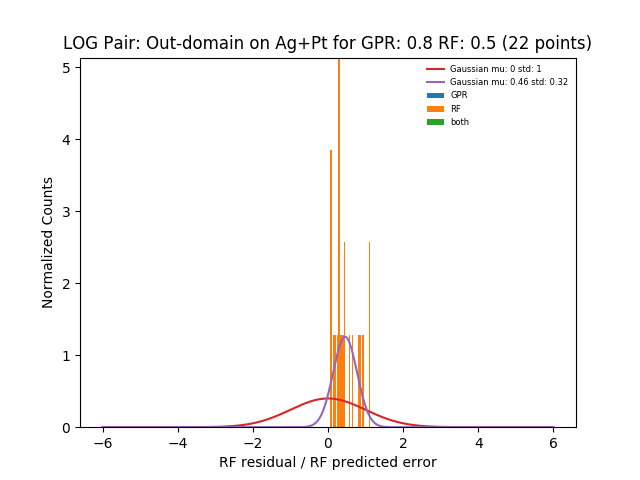 LOG Pair: Out-domain on Ag+Pt for GPR: 0.8 RF: 0.5 (22 points)
Gaussian mu: 0 std: 1
Gaussian mu: 0.46 std: 0.32
GPR
RF
both
Normalized Counts
5
4
3
2
1
0
−6 −4 −2 0 2 4 6
RF residual / RF predicted error